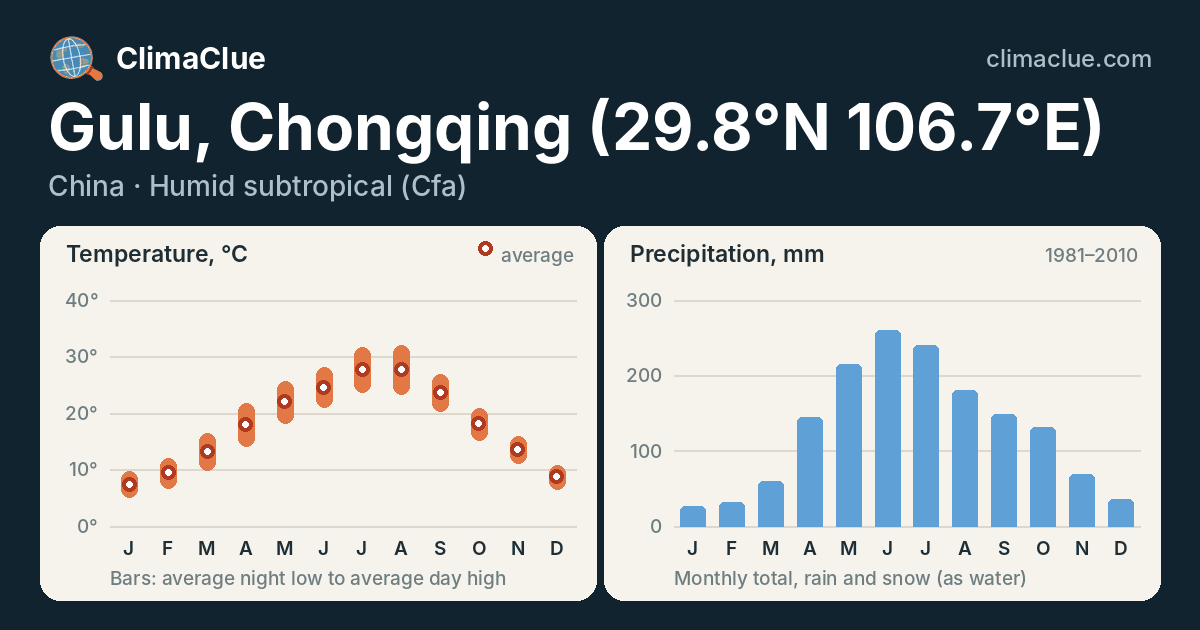 ClimaClue
climaclue.com
Gulu, Chongqing (29.8°N 106.7°E)
China · Humid subtropical (Cfa)
Temperature, °C
average
40°
30°
20°
10°
0°
J F M A M J J A S O N D
Bars: average night low to average day high
Precipitation, mm
1981–2010
300
200
100
0
J F M A M J J A S O N D
Monthly total, rain and snow (as water)